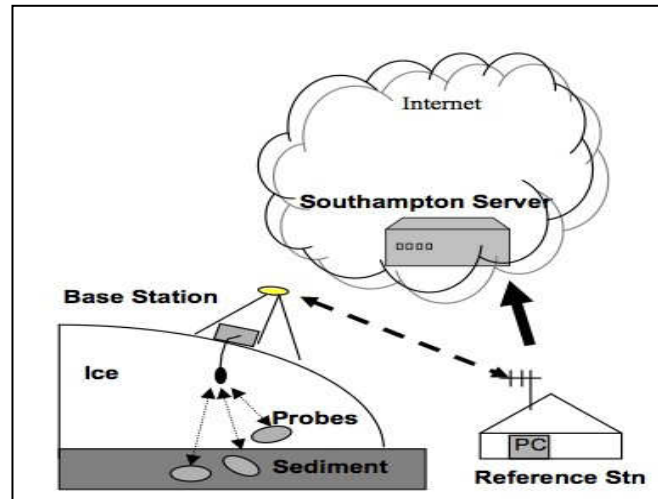 Internet
Southampton Server
Base Station
Ice
Probes
PC
Sediment
Reference Stn